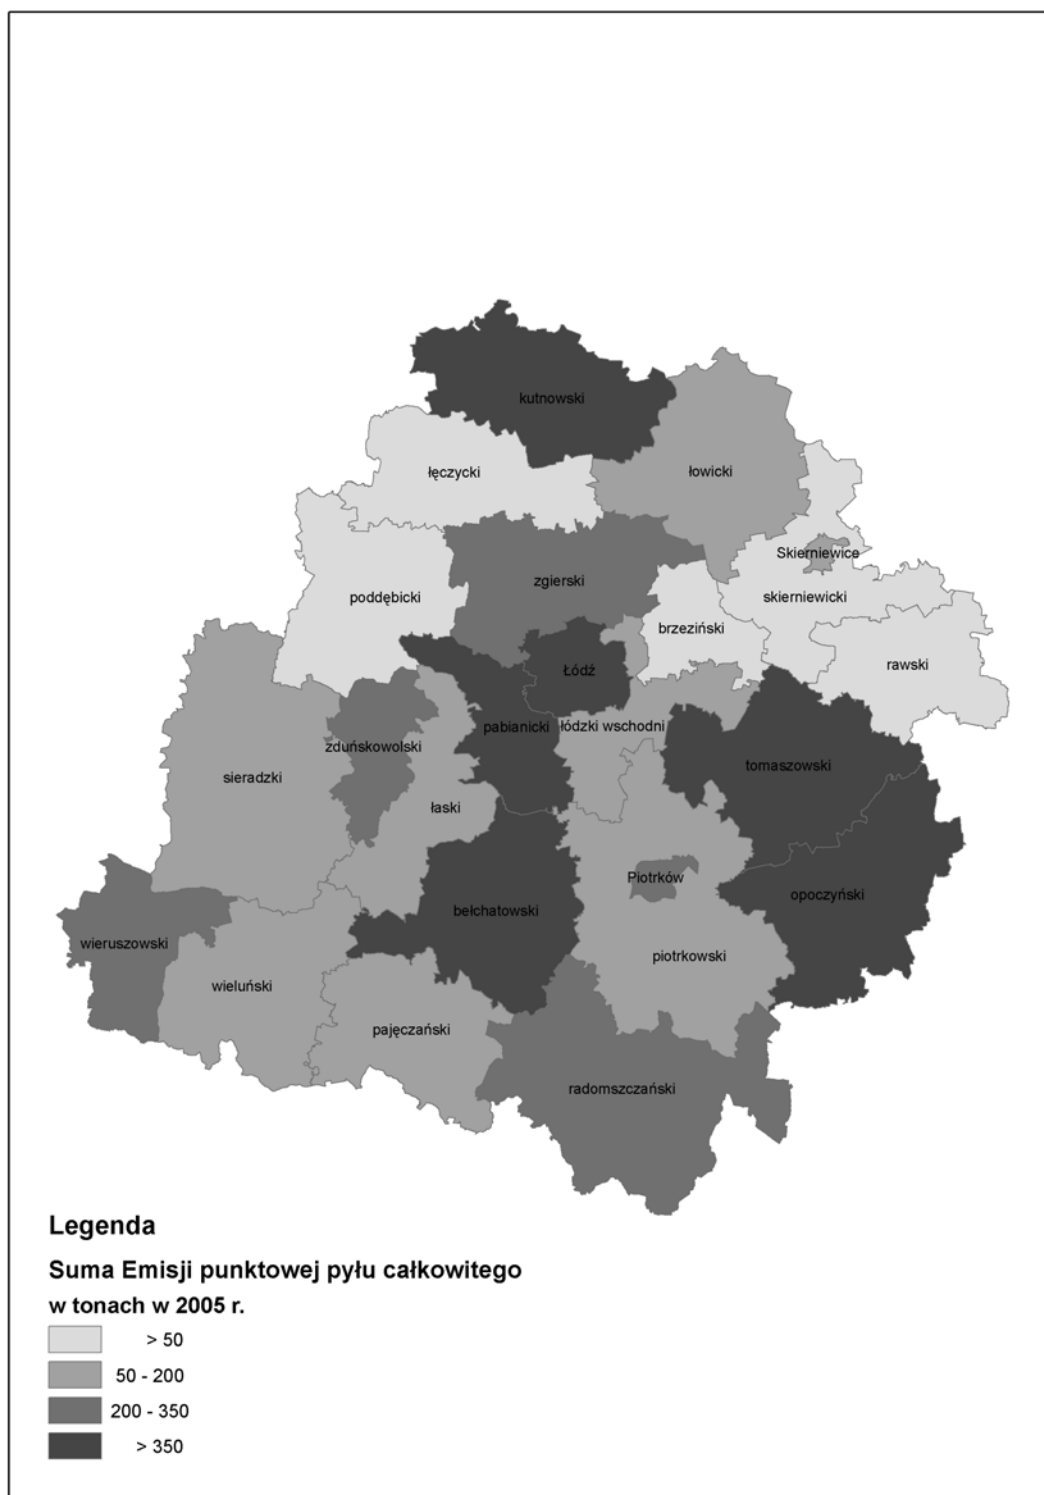 kutnowski
łęczycki
łowicki
Skierniewice
zgierski
poddębicki
skierniewicki
brzeziński
rawski
Łódź
pabianicki
łódzki wschodni
zduńskowolski
tomaszowski
sieradzki
łaski
Piotrków
opoczyński
bełchatowski
wieruszowski
piotrkowski
wieluński
pajęczański
radomszczański
Legenda
Suma Emisji punktowej pyłu całkowitego
w tonach w 2005 r.
> 50
50 - 200
200 - 350
> 350